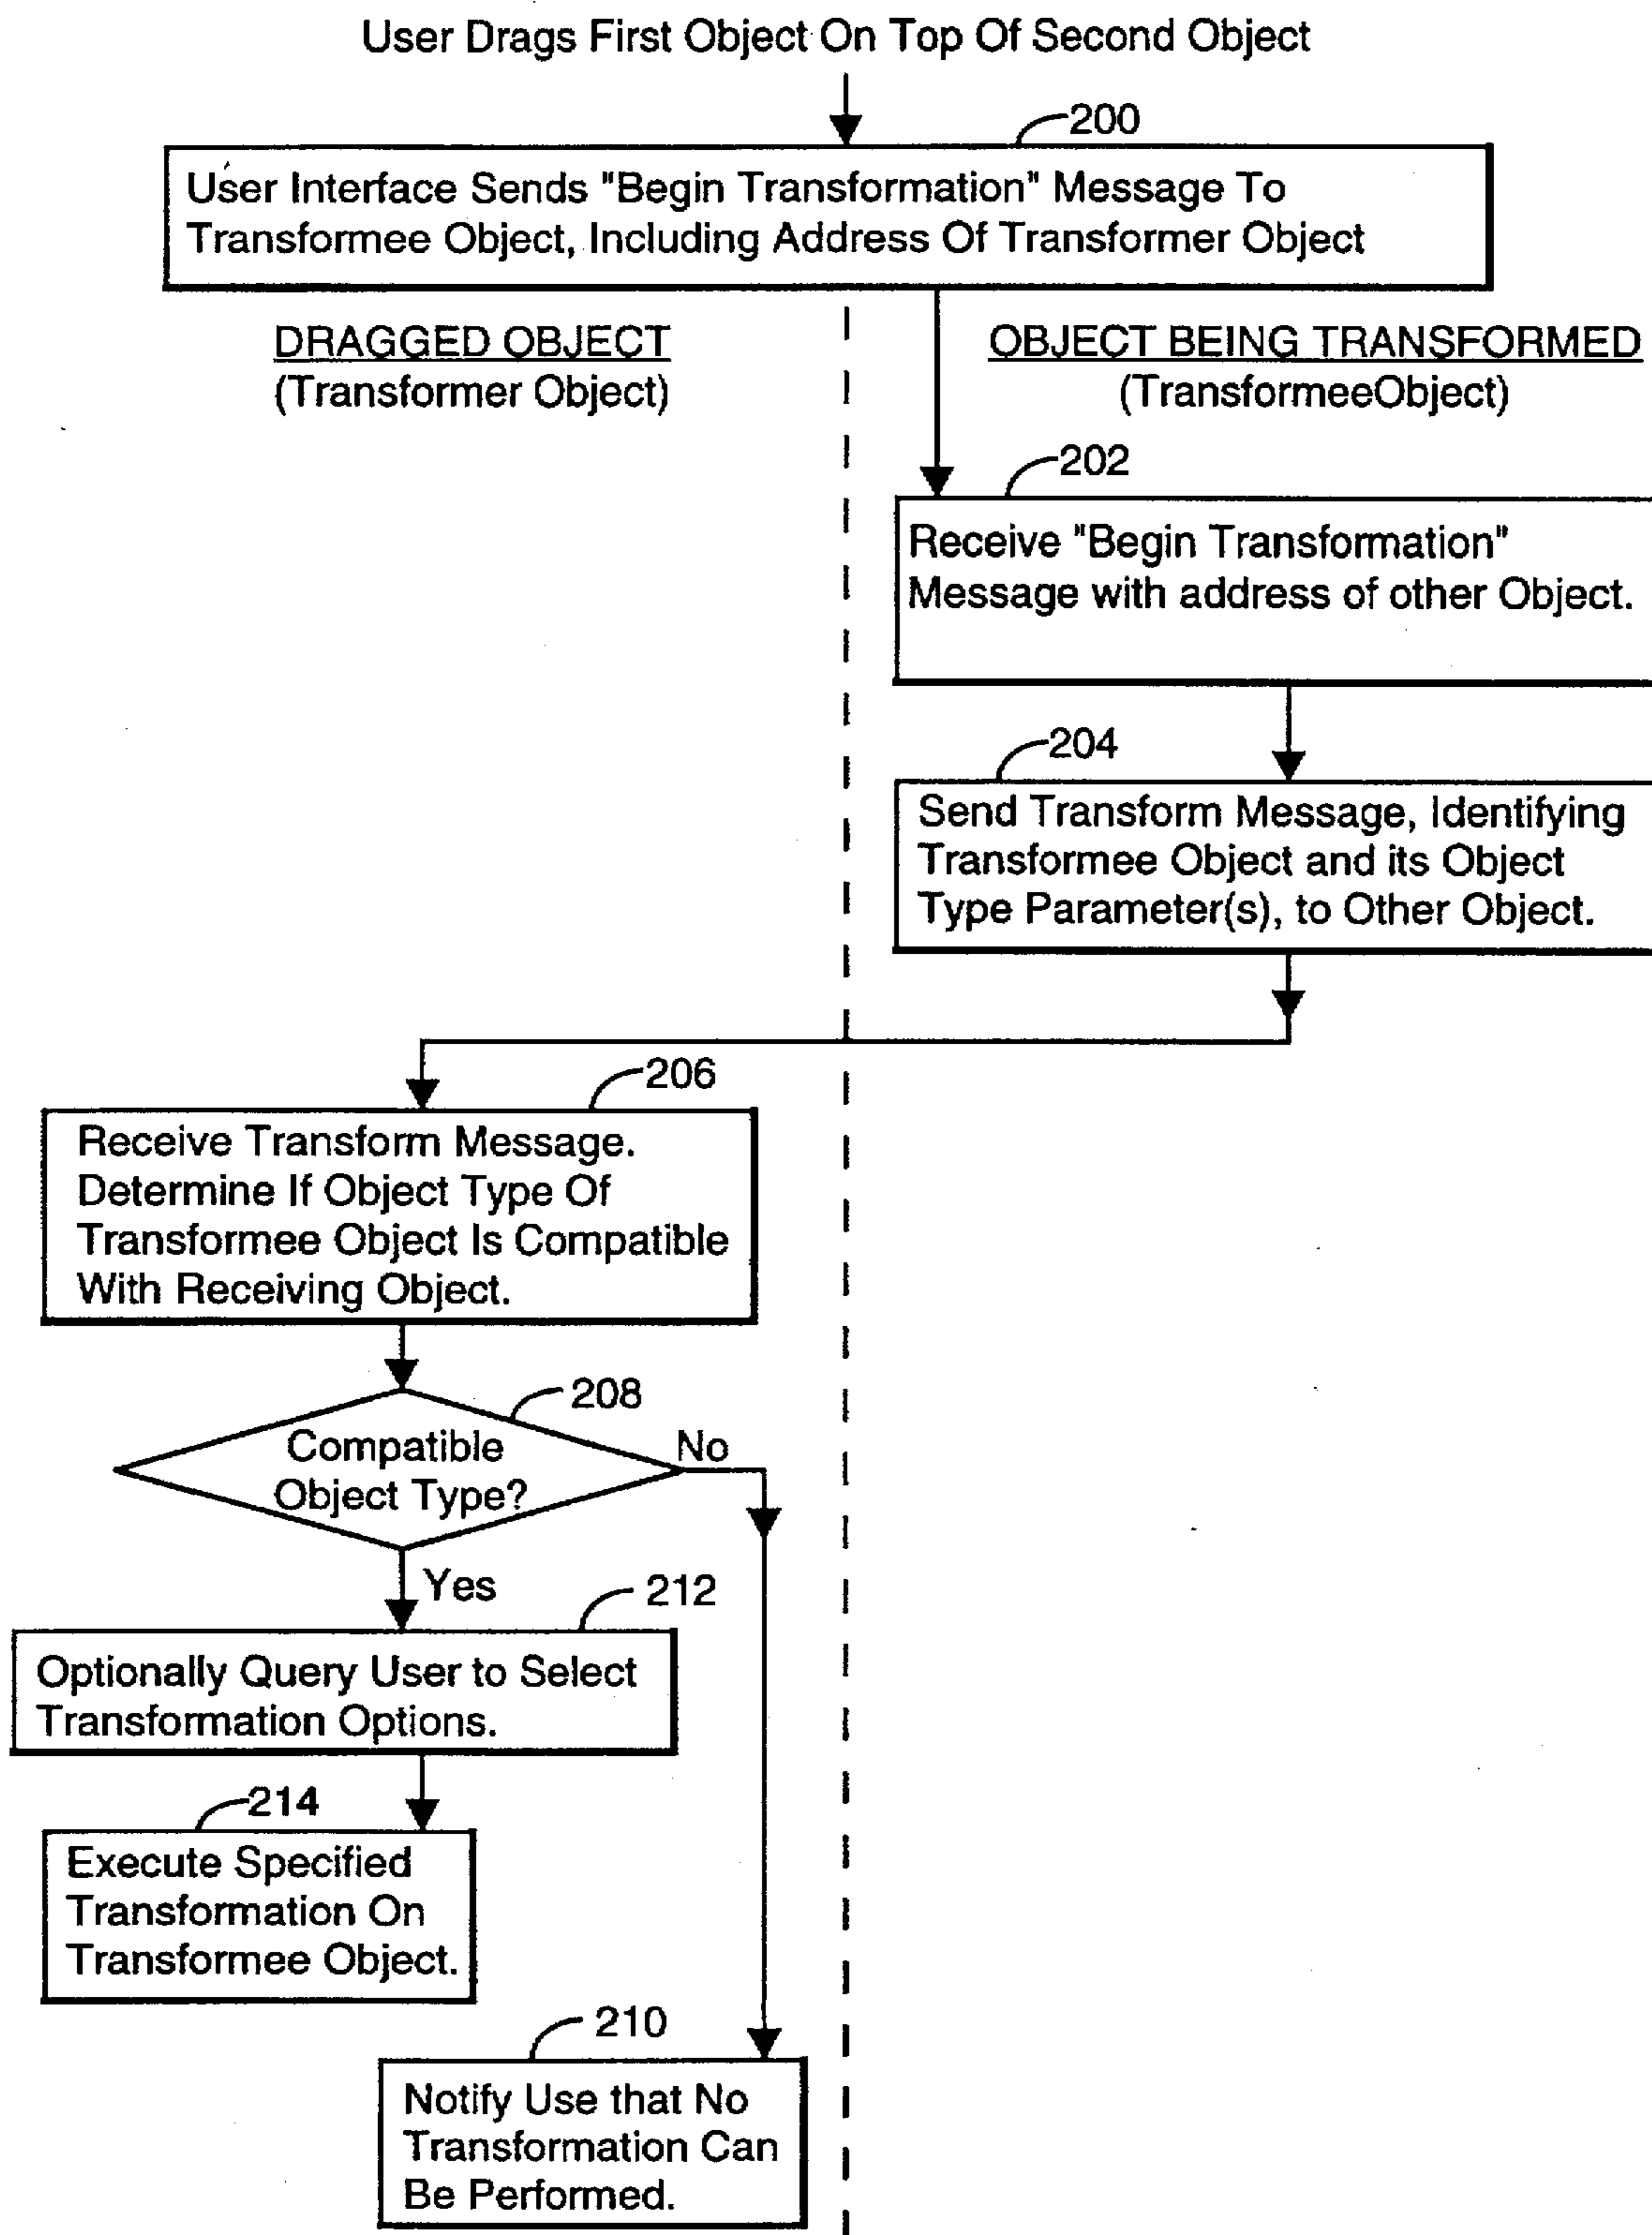 User Drags First Object On Top Of Second Object
200
User Interface Sends "Begin Transformation" Message To
Transformee Object, Including Address Of Transformer Object
DRAGGED OBJECT
(Transformer Object)
OBJECT BEING TRANSFORMED
(TransformeeObject)
202
Receive "Begin Transformation"
Message with address of other Object.
204
Send Transform Message, Identifying
Transformee Object and its Object
Type Parameter(s), to Other Object.
206
Receive Transform Message.
Determine If Object Type Of
Transformee Object Is Compatible
With Receiving Object.
208
Compatible
Object Type?
No
Yes
212
Optionally Query User to Select
Transformation Options.
214
Execute Specified
Transformation On
Transformee Object.
210
Notify Use that No
Transformation Can
Be Performed.